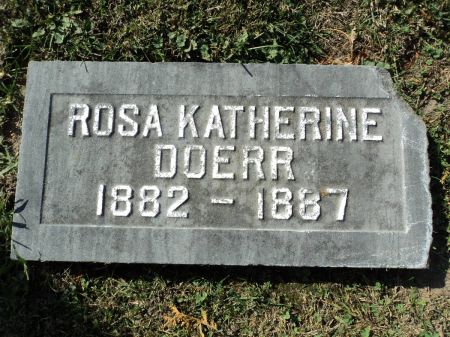 ROSA KATHERINE
DOERR
1882 - 1887